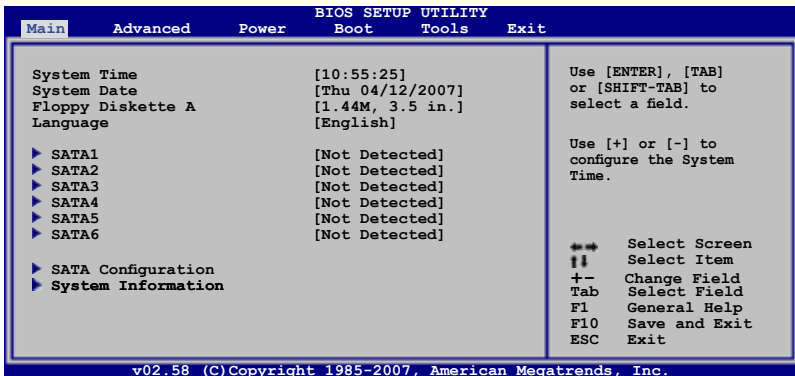 BIOS SETUP UTILITY
Main Advanced Power Boot Tools Exit
System Time [10:55:25]
System Date [Thu 04/12/2007]
Floppy Diskette A [1.44M, 3.5 in.]
Language [English]
SATA1 [Not Detected]
SATA2 [Not Detected]
SATA3 [Not Detected]
SATA4 [Not Detected]
SATA5 [Not Detected]
SATA6 [Not Detected]
SATA Configuration
System Information
Use [ENTER], [TAB]
or [SHIFT-TAB] to
select a field.
Use [+] or [-] to
configure the System
Time.
Select Screen
Select Item
+- Change Field
Tab Select Field
F1 General Help
F10 Save and Exit
ESC Exit
v02.58 (C)Copyright 1985-2007, American Megatrends, Inc.